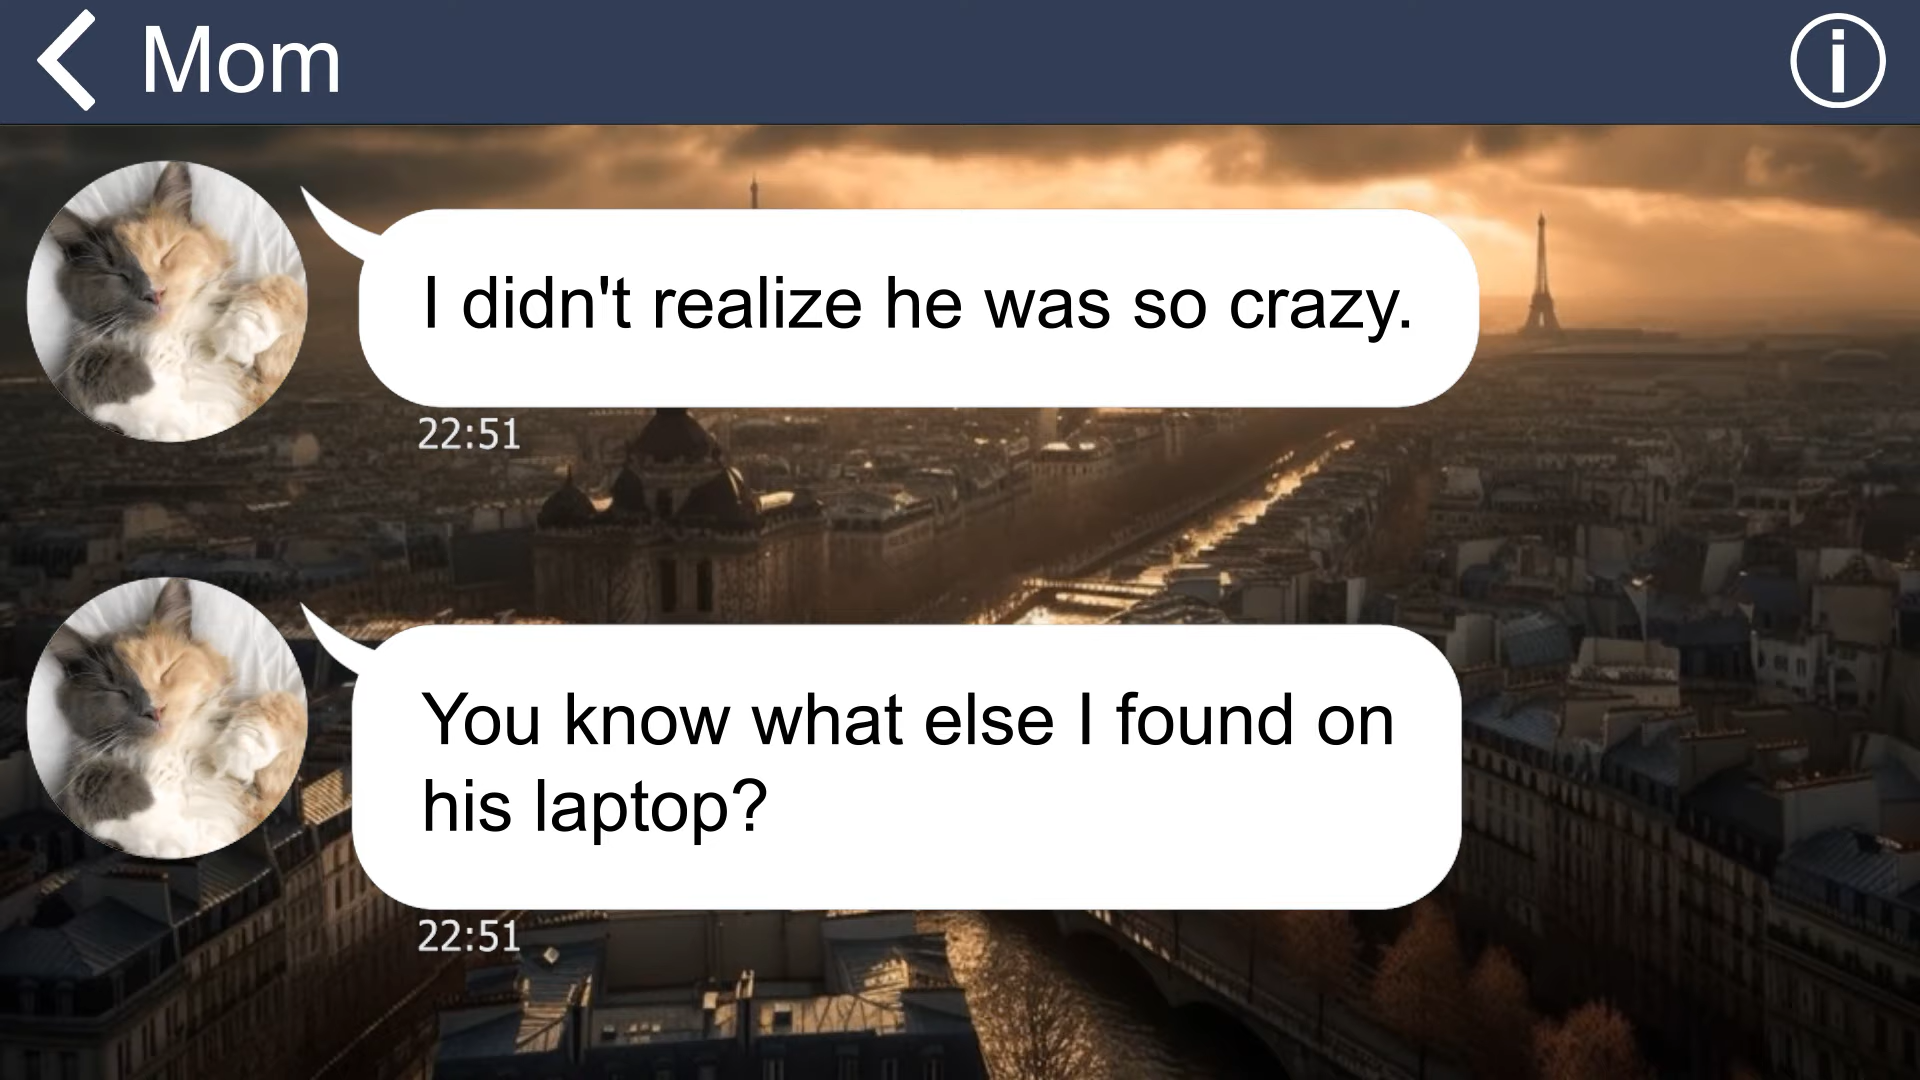 Mom
I didn't realize he was so crazy.
22:51
You know what else I found on
his laptop?
22:51